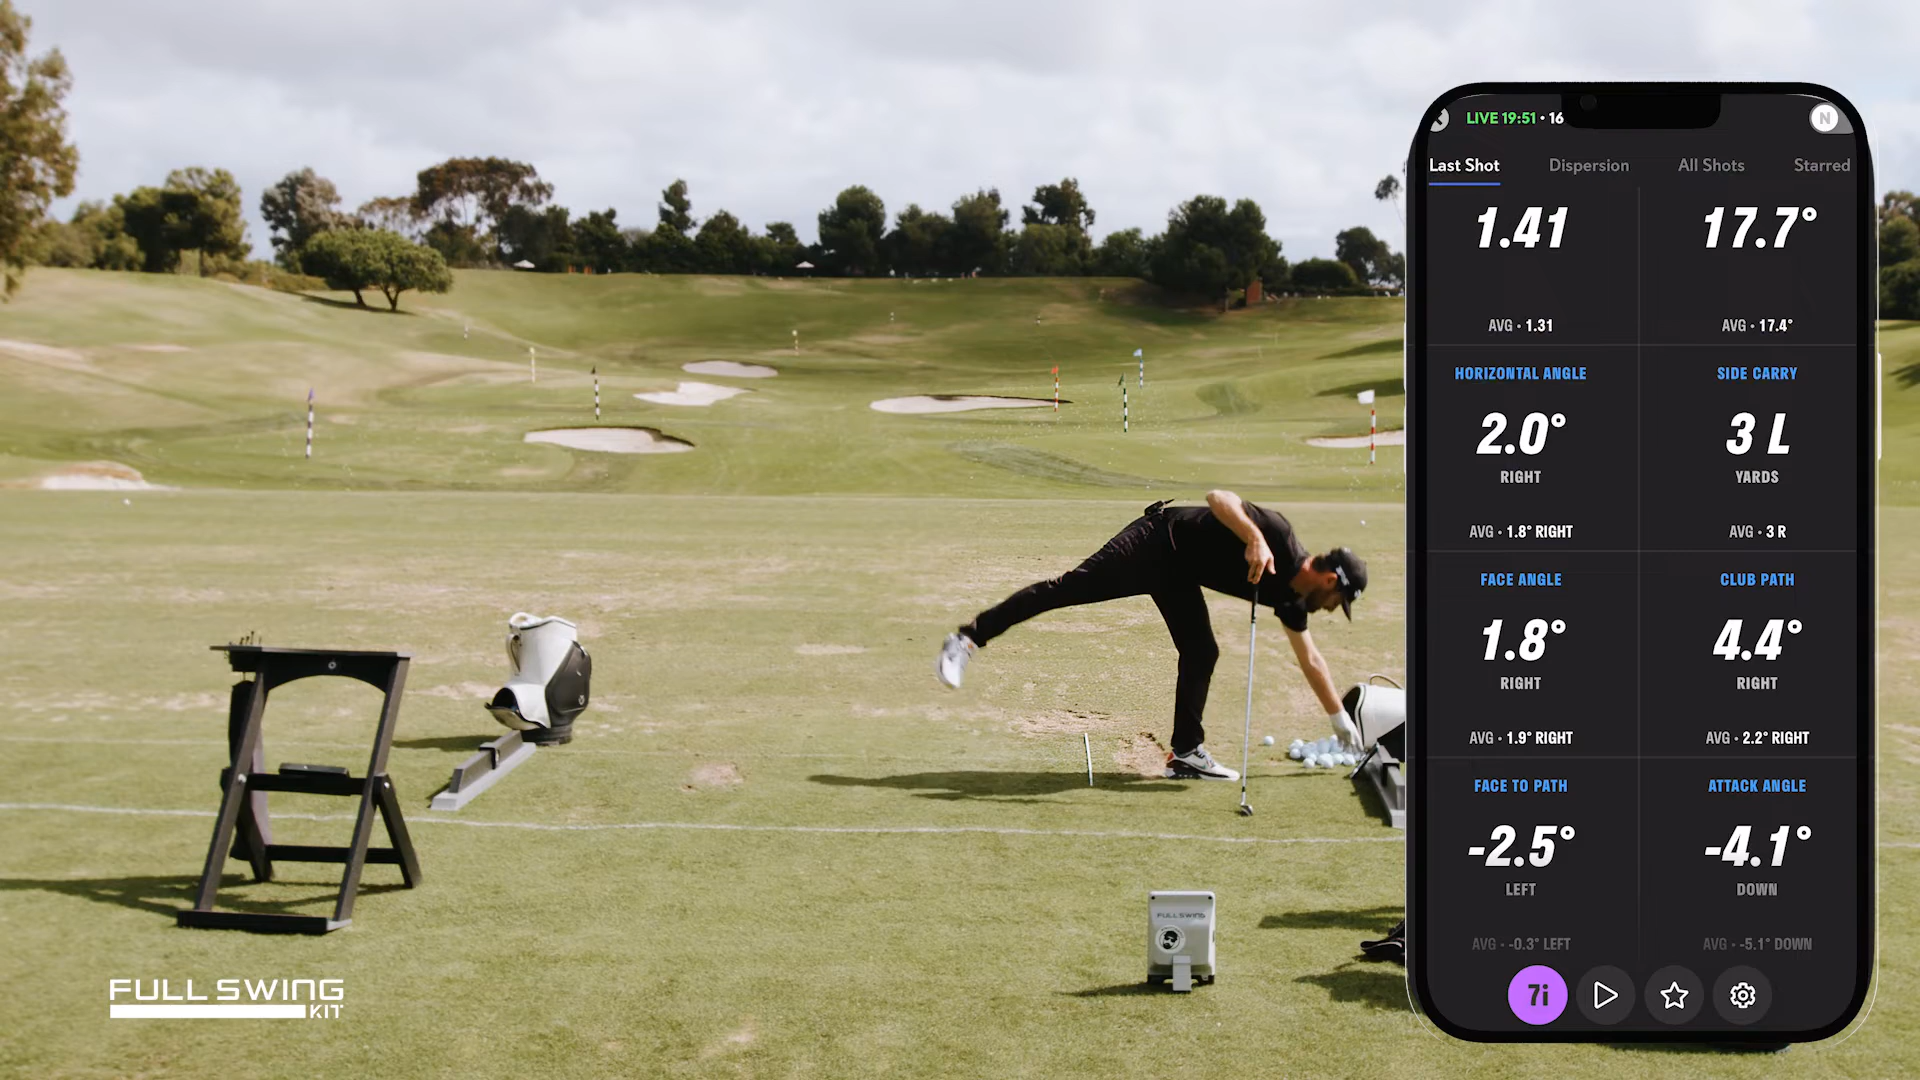 LIVE 19:51 • 16
N
Last Shot Dispersion All Shots Starred
1.41 17.7°
AVG • 1.31 AVG • 17.4°
HORIZONTAL ANGLE SIDE CARRY
2.0° 3 L
RIGHT YARDS
AVG • 1.8° RIGHT AVG • 3 R
FACE ANGLE CLUB PATH
1.8° 4.4°
RIGHT RIGHT
AVG • 1.9° RIGHT AVG • 2.2° RIGHT
FACE TO PATH ATTACK ANGLE
-2.5° -4.1°
LEFT DOWN
AVG • -0.3° LEFT AVG • -5.1° DOWN
7i
FULL SWING
FULL SWING
KIT